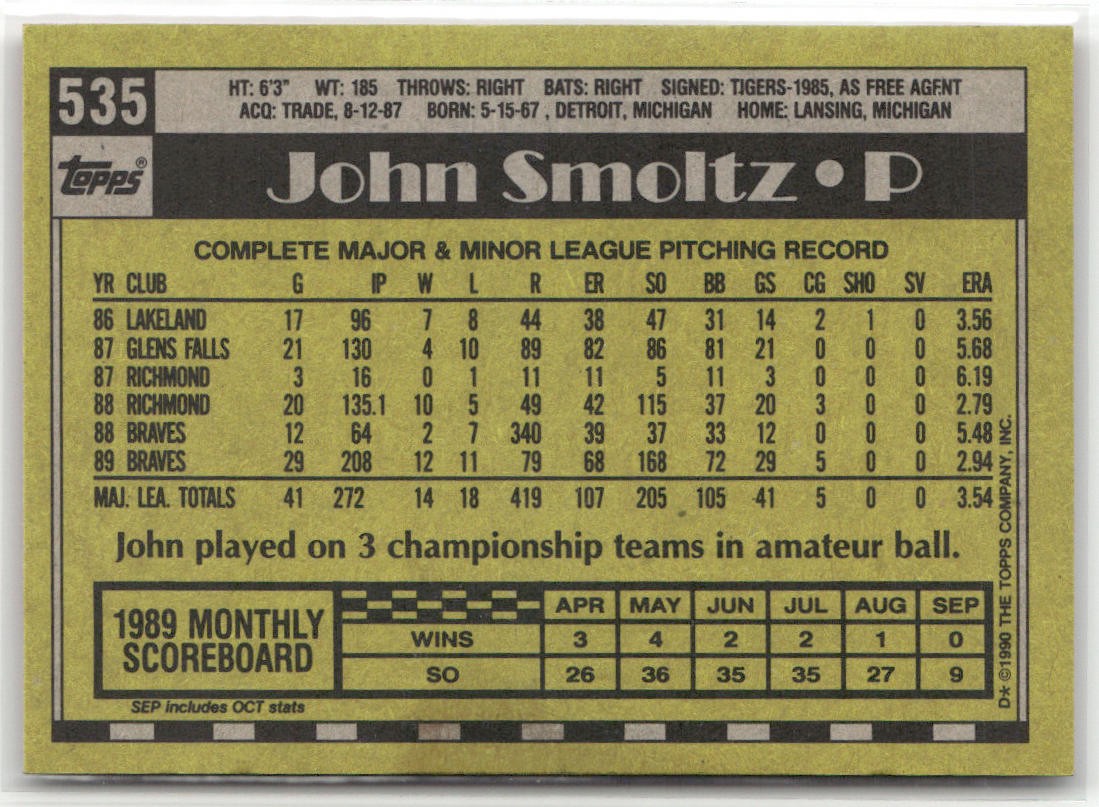 535
HT: 6'3" WT: 185 THROWS: RIGHT BATS: RIGHT SIGNED: TIGERS-1985, AS FREE AGENT
ACQ: TRADE, 8-12-87 BORN: 5-15-67 , DETROIT, MICHIGAN HOME: LANSING, MICHIGAN
Topps®
John Smoltz • P
COMPLETE MAJOR & MINOR LEAGUE PITCHING RECORD
YR CLUB G IP W L R ER SO BB GS CG SHO SV ERA
86 LAKELAND 17 96 7 8 44 38 47 31 14 2 1 0 3.56
87 GLENS FALLS 21 130 4 10 89 82 86 81 21 0 0 0 5.68
87 RICHMOND 3 16 0 1 11 11 5 11 3 0 0 0 6.19
88 RICHMOND 20 135.1 10 5 49 42 115 37 20 3 0 0 2.79
88 BRAVES 12 64 2 7 340 39 37 33 12 0 0 0 5.48
89 BRAVES 29 208 12 11 79 68 168 72 29 5 0 0 2.94
MAJ. LEA. TOTALS 41 272 14 18 419 107 205 105 41 5 0 0 3.54
John played on 3 championship teams in amateur ball.
1989 MONTHLY
SCOREBOARD
APR MAY JUN JUL AUG SEP
WINS 3 4 2 2 1 0
SO 26 36 35 35 27 9
SEP includes OCT stats
D* ©1990 THE TOPPS COMPANY, INC.